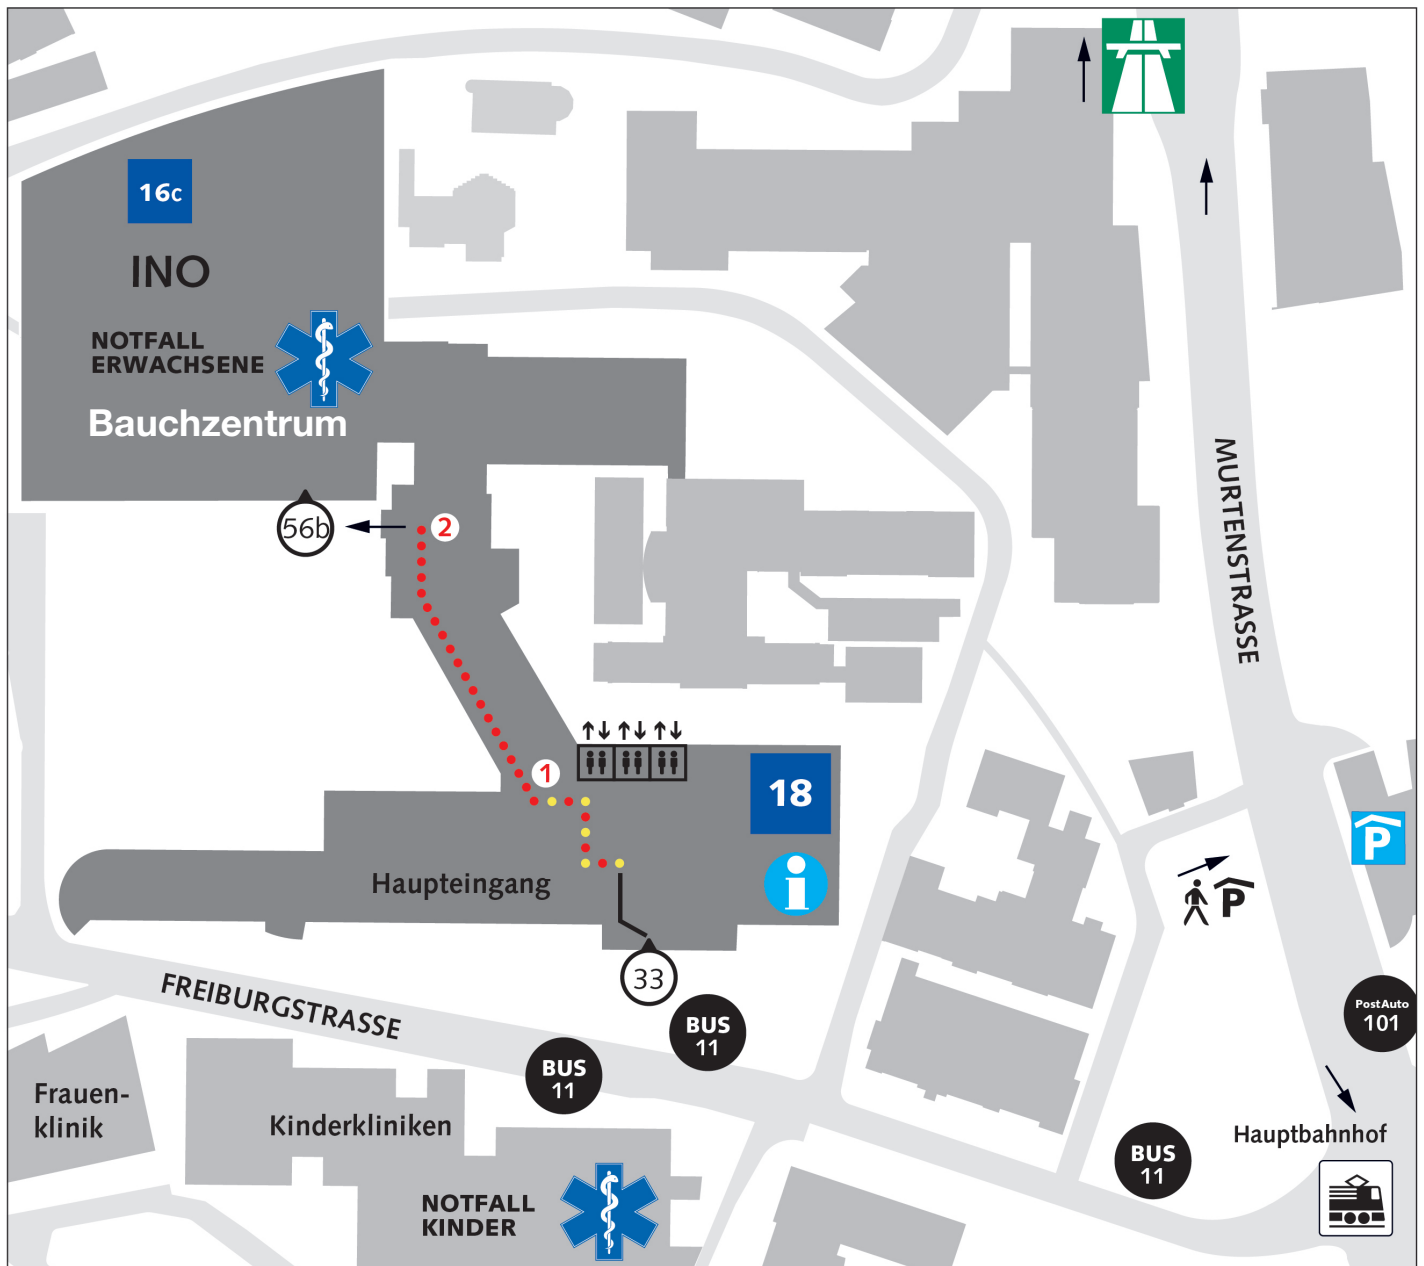 16c
INO
NOTFALL
ERWACHSENE
Bauchzentrum
56b
2
1
18
Haupteingang
33
MURTENSTRASSE
P
P
FREIBURGSTRASSE
BUS
11
BUS
11
PostAuto
101
Frauen-
klinik
Kinderkliniken
NOTFALL
KINDER
BUS
11
Hauptbahnhof